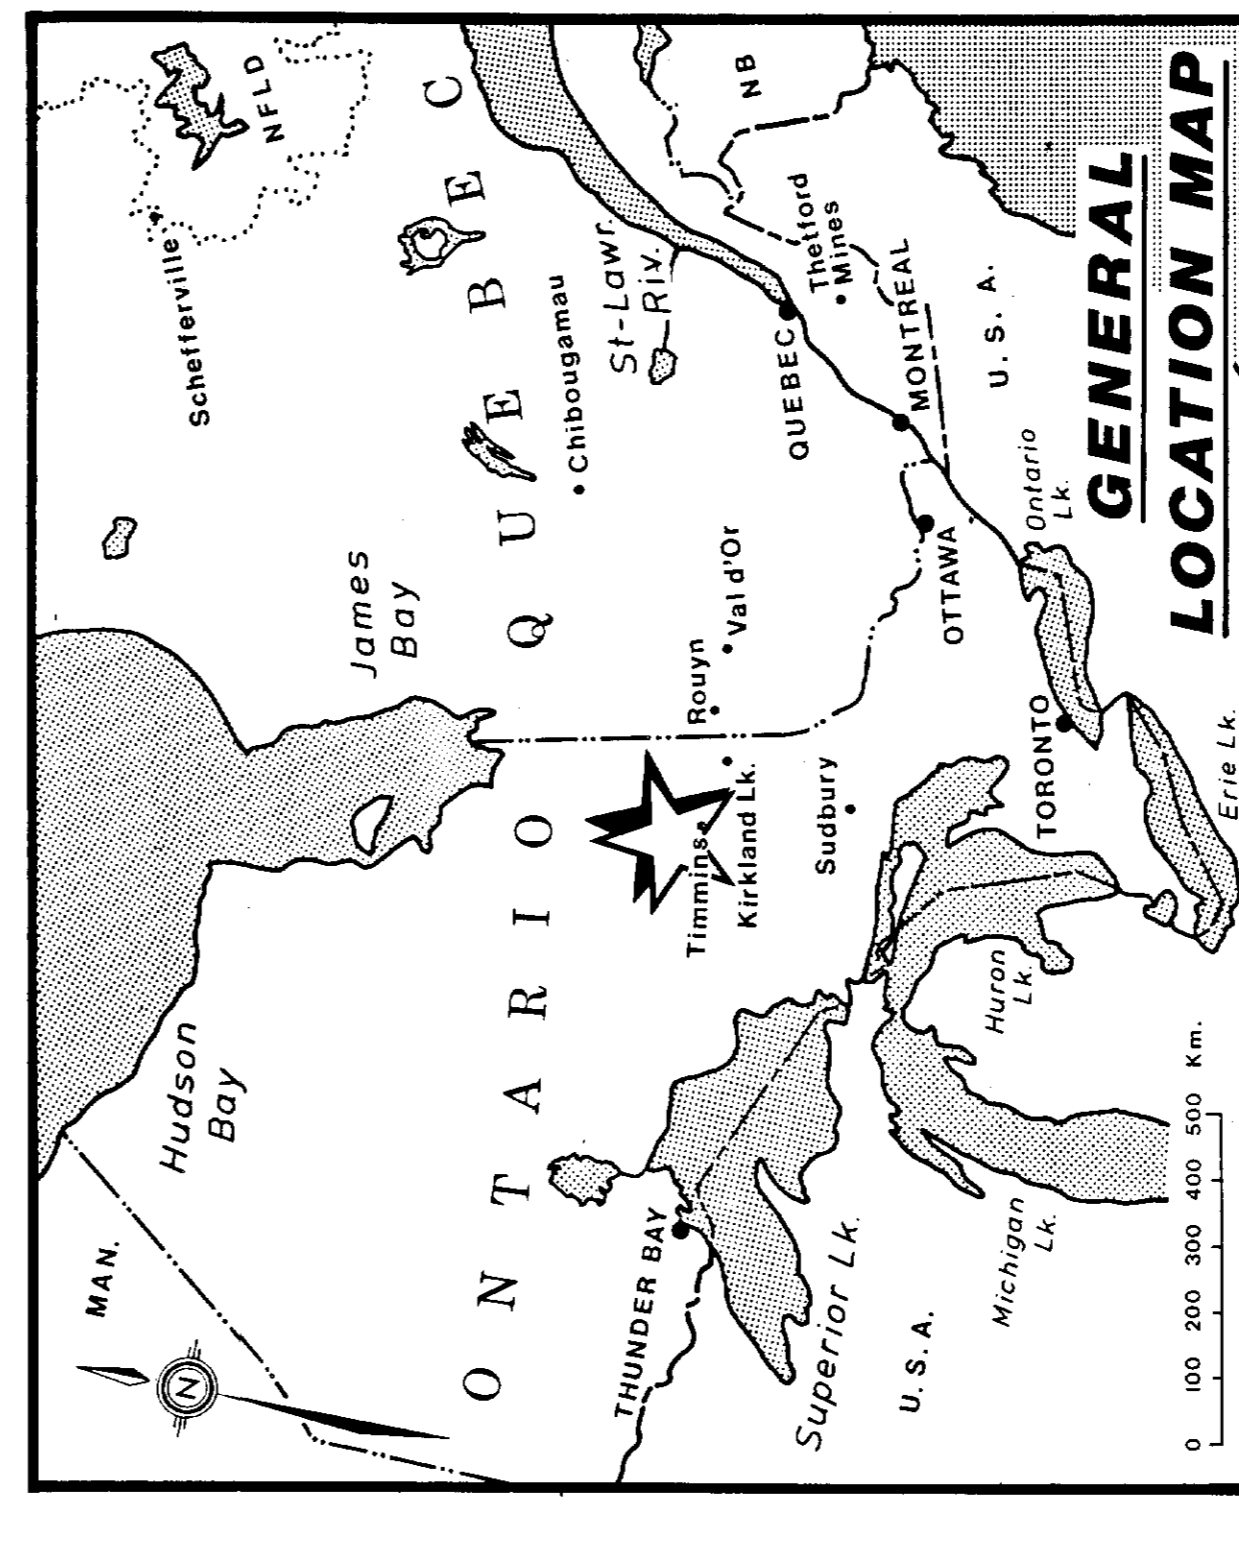 GENERAL
LOCATION MAP
NFLD
Schefferville
QUEBEC
Chibougamau
St-Lawr.
Riv.
NB
Thetford
Mines
QUEBEC
MONTREAL
U. S. A.
James
Bay
Val d'Or
Rouyn
OTTAWA
Ontario
Lk.
TORONTO
Erie Lk.
Hudson
Bay
ONTARIO
Timmins
Kirkland Lk.
Sudbury
Huron
Lk.
MAN.
N
THUNDER BAY
Superior Lk.
Michigan
Lk.
U. S. A.
0 100 200 300 400 500 Km.